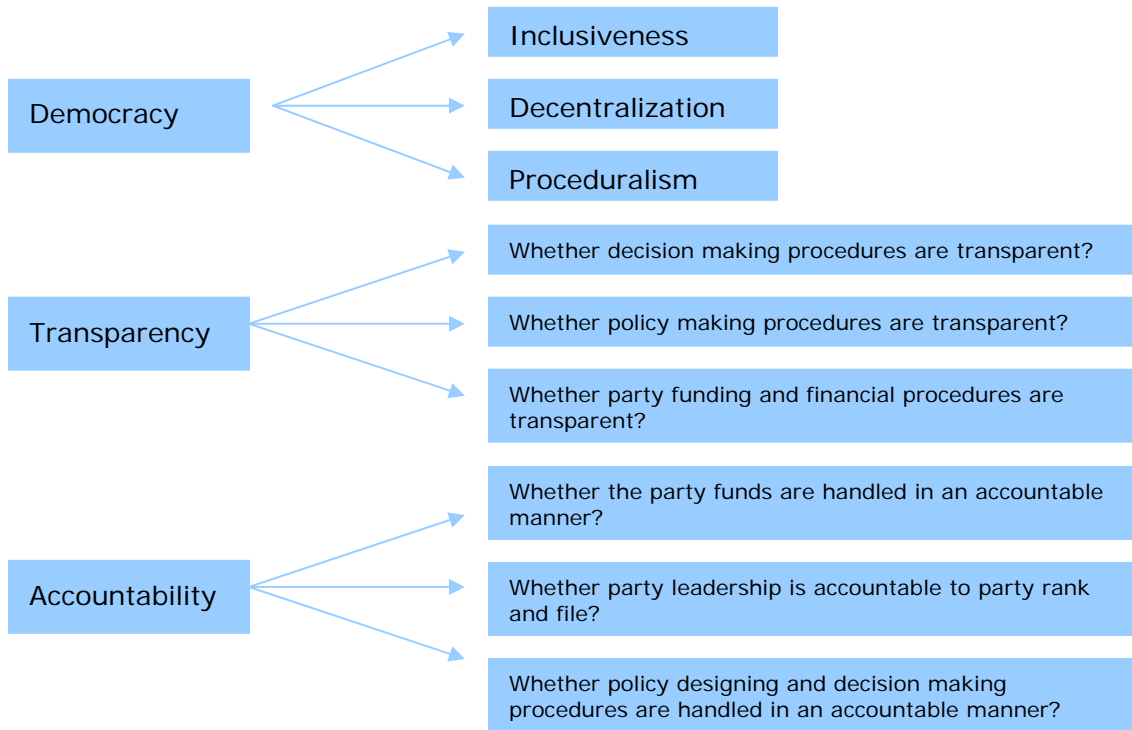 Democracy
Inclusiveness
Decentralization
Proceduralism
Transparency
Whether decision making procedures are transparent?
Whether policy making procedures are transparent?
Whether party funding and financial procedures are
transparent?
Accountability
Whether the party funds are handled in an accountable
manner?
Whether party leadership is accountable to party rank
and file?
Whether policy designing and decision making
procedures are handled in an accountable manner?